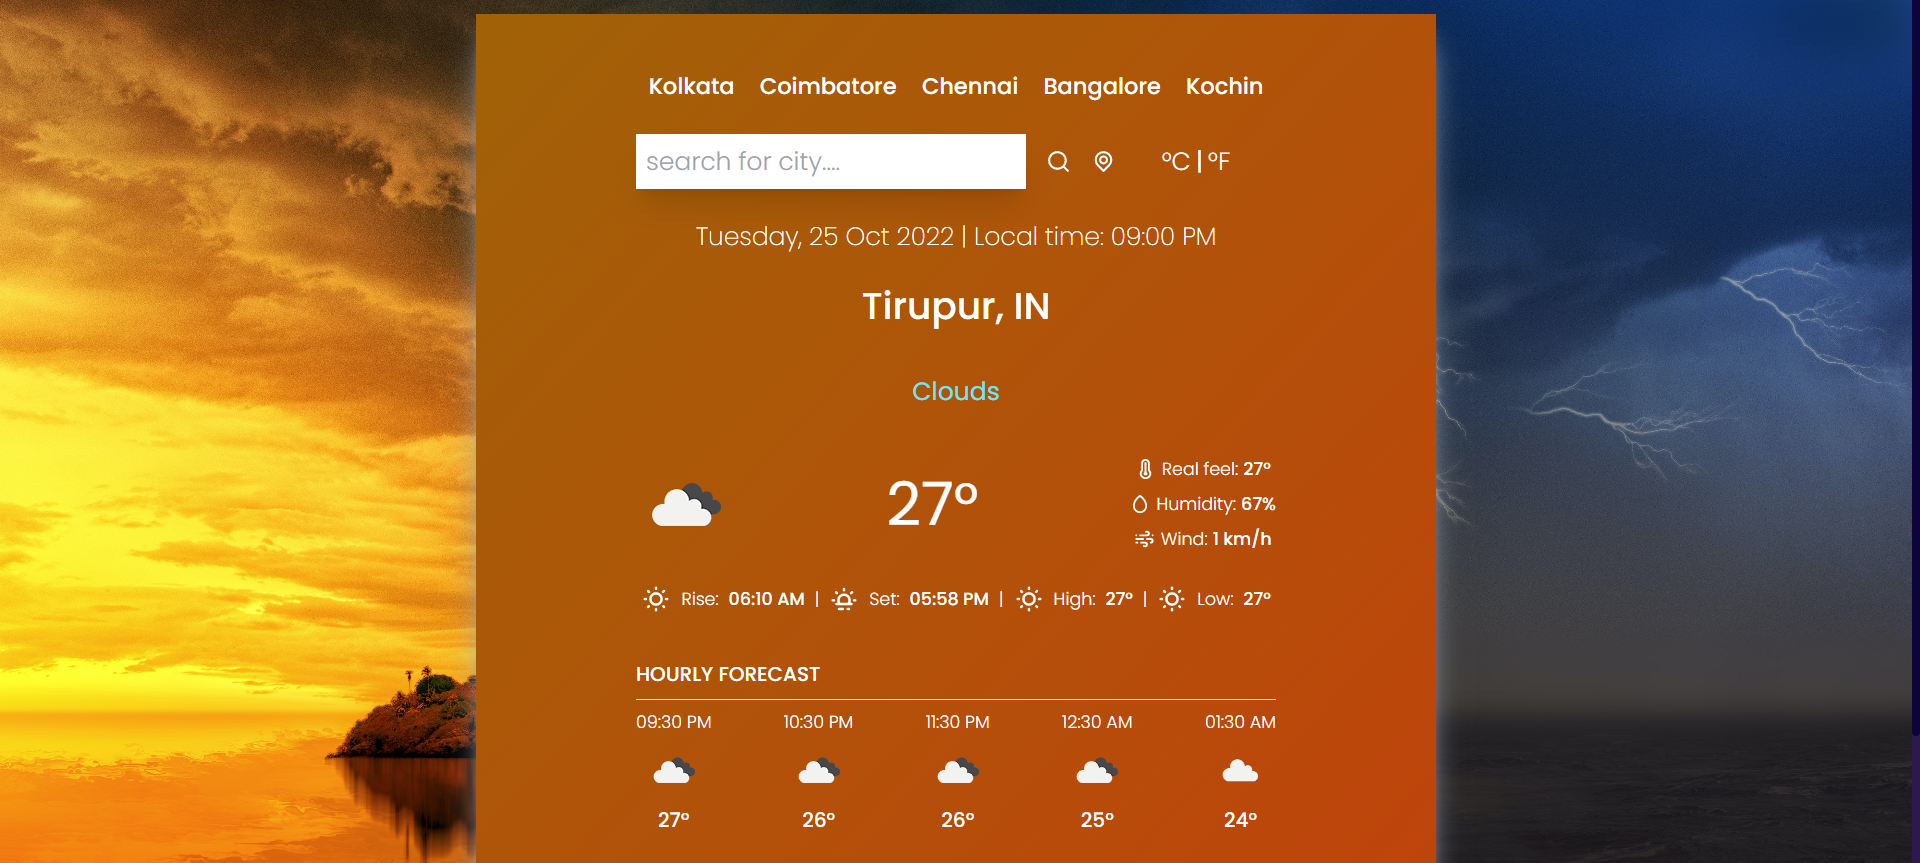 Kolkata Coimbatore Chennai Bangalore Kochin
search for city.... °C | °F
Tuesday, 25 Oct 2022 | Local time: 09:00 PM
Tirupur, IN
Clouds
27°
Real feel: 27°
Humidity: 67%
Wind: 1 km/h
Rise: 06:10 AM | Set: 05:58 PM | High: 27° | Low: 27°
HOURLY FORECAST
09:30 PM 10:30 PM 11:30 PM 12:30 AM 01:30 AM
27° 26° 26° 25° 24°